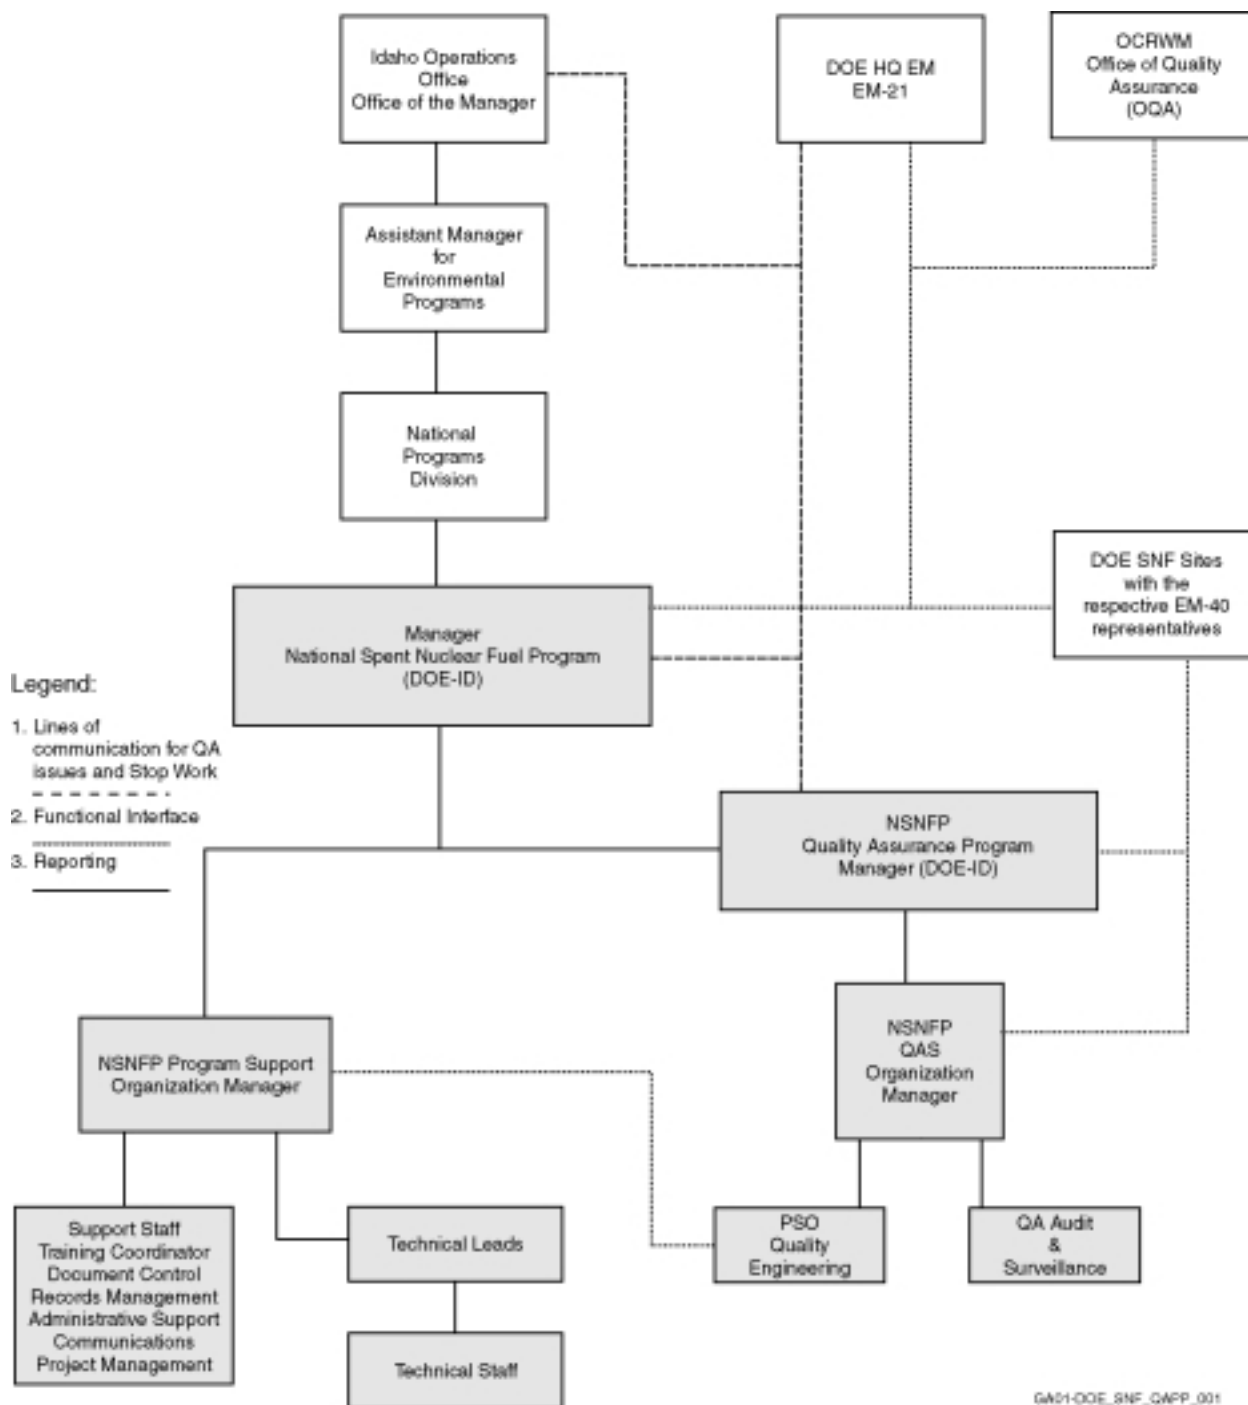 Idaho Operations
Office
Office of the Manager
DOE HQ EM
EM-21
OCRWM
Office of Quality
Assurance
(OQA)
Assistant Manager
for
Environmental
Programs
National
Programs
Division
DOE SNF Sites
with the
respective EM-40
representatives
Manager
National Spent Nuclear Fuel Program
(DOE-ID)
Legend:
1. Lines of
communication for QA
issues and Stop Work
2. Functional Interface
3. Reporting
NSNFP
Quality Assurance Program
Manager (DOE-ID)
NSNFP
QAS
Organization
Manager
NSNFP Program Support
Organization Manager
Support Staff
Training Coordinator
Document Control
Records Management
Administrative Support
Communications
Project Management
Technical Leads
Technical Staff
PSO
Quality
Engineering
QA Audit
&
Surveillance
GA01-DOE_SNF_QAPP_001